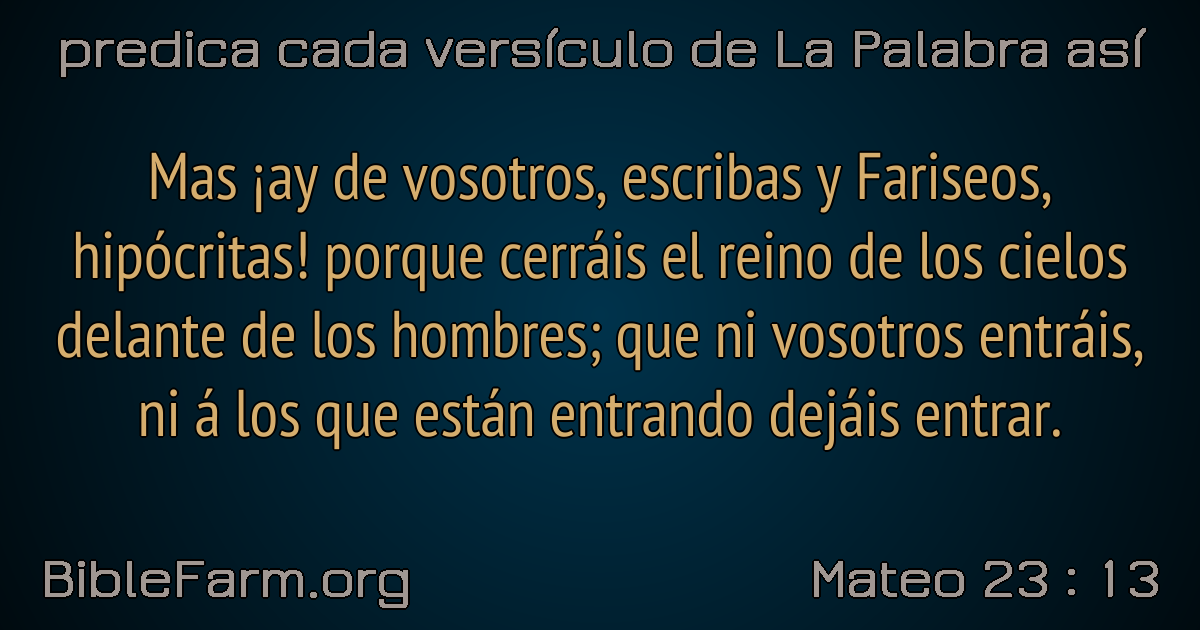 predica cada versículo de La Palabra así
Mas ¡ay de vosotros, escribas y Fariseos,
hipócritas! porque cerráis el reino de los cielos
delante de los hombres; que ni vosotros entráis,
ni á los que están entrando dejáis entrar.
BibleFarm.org
Mateo 23 : 13